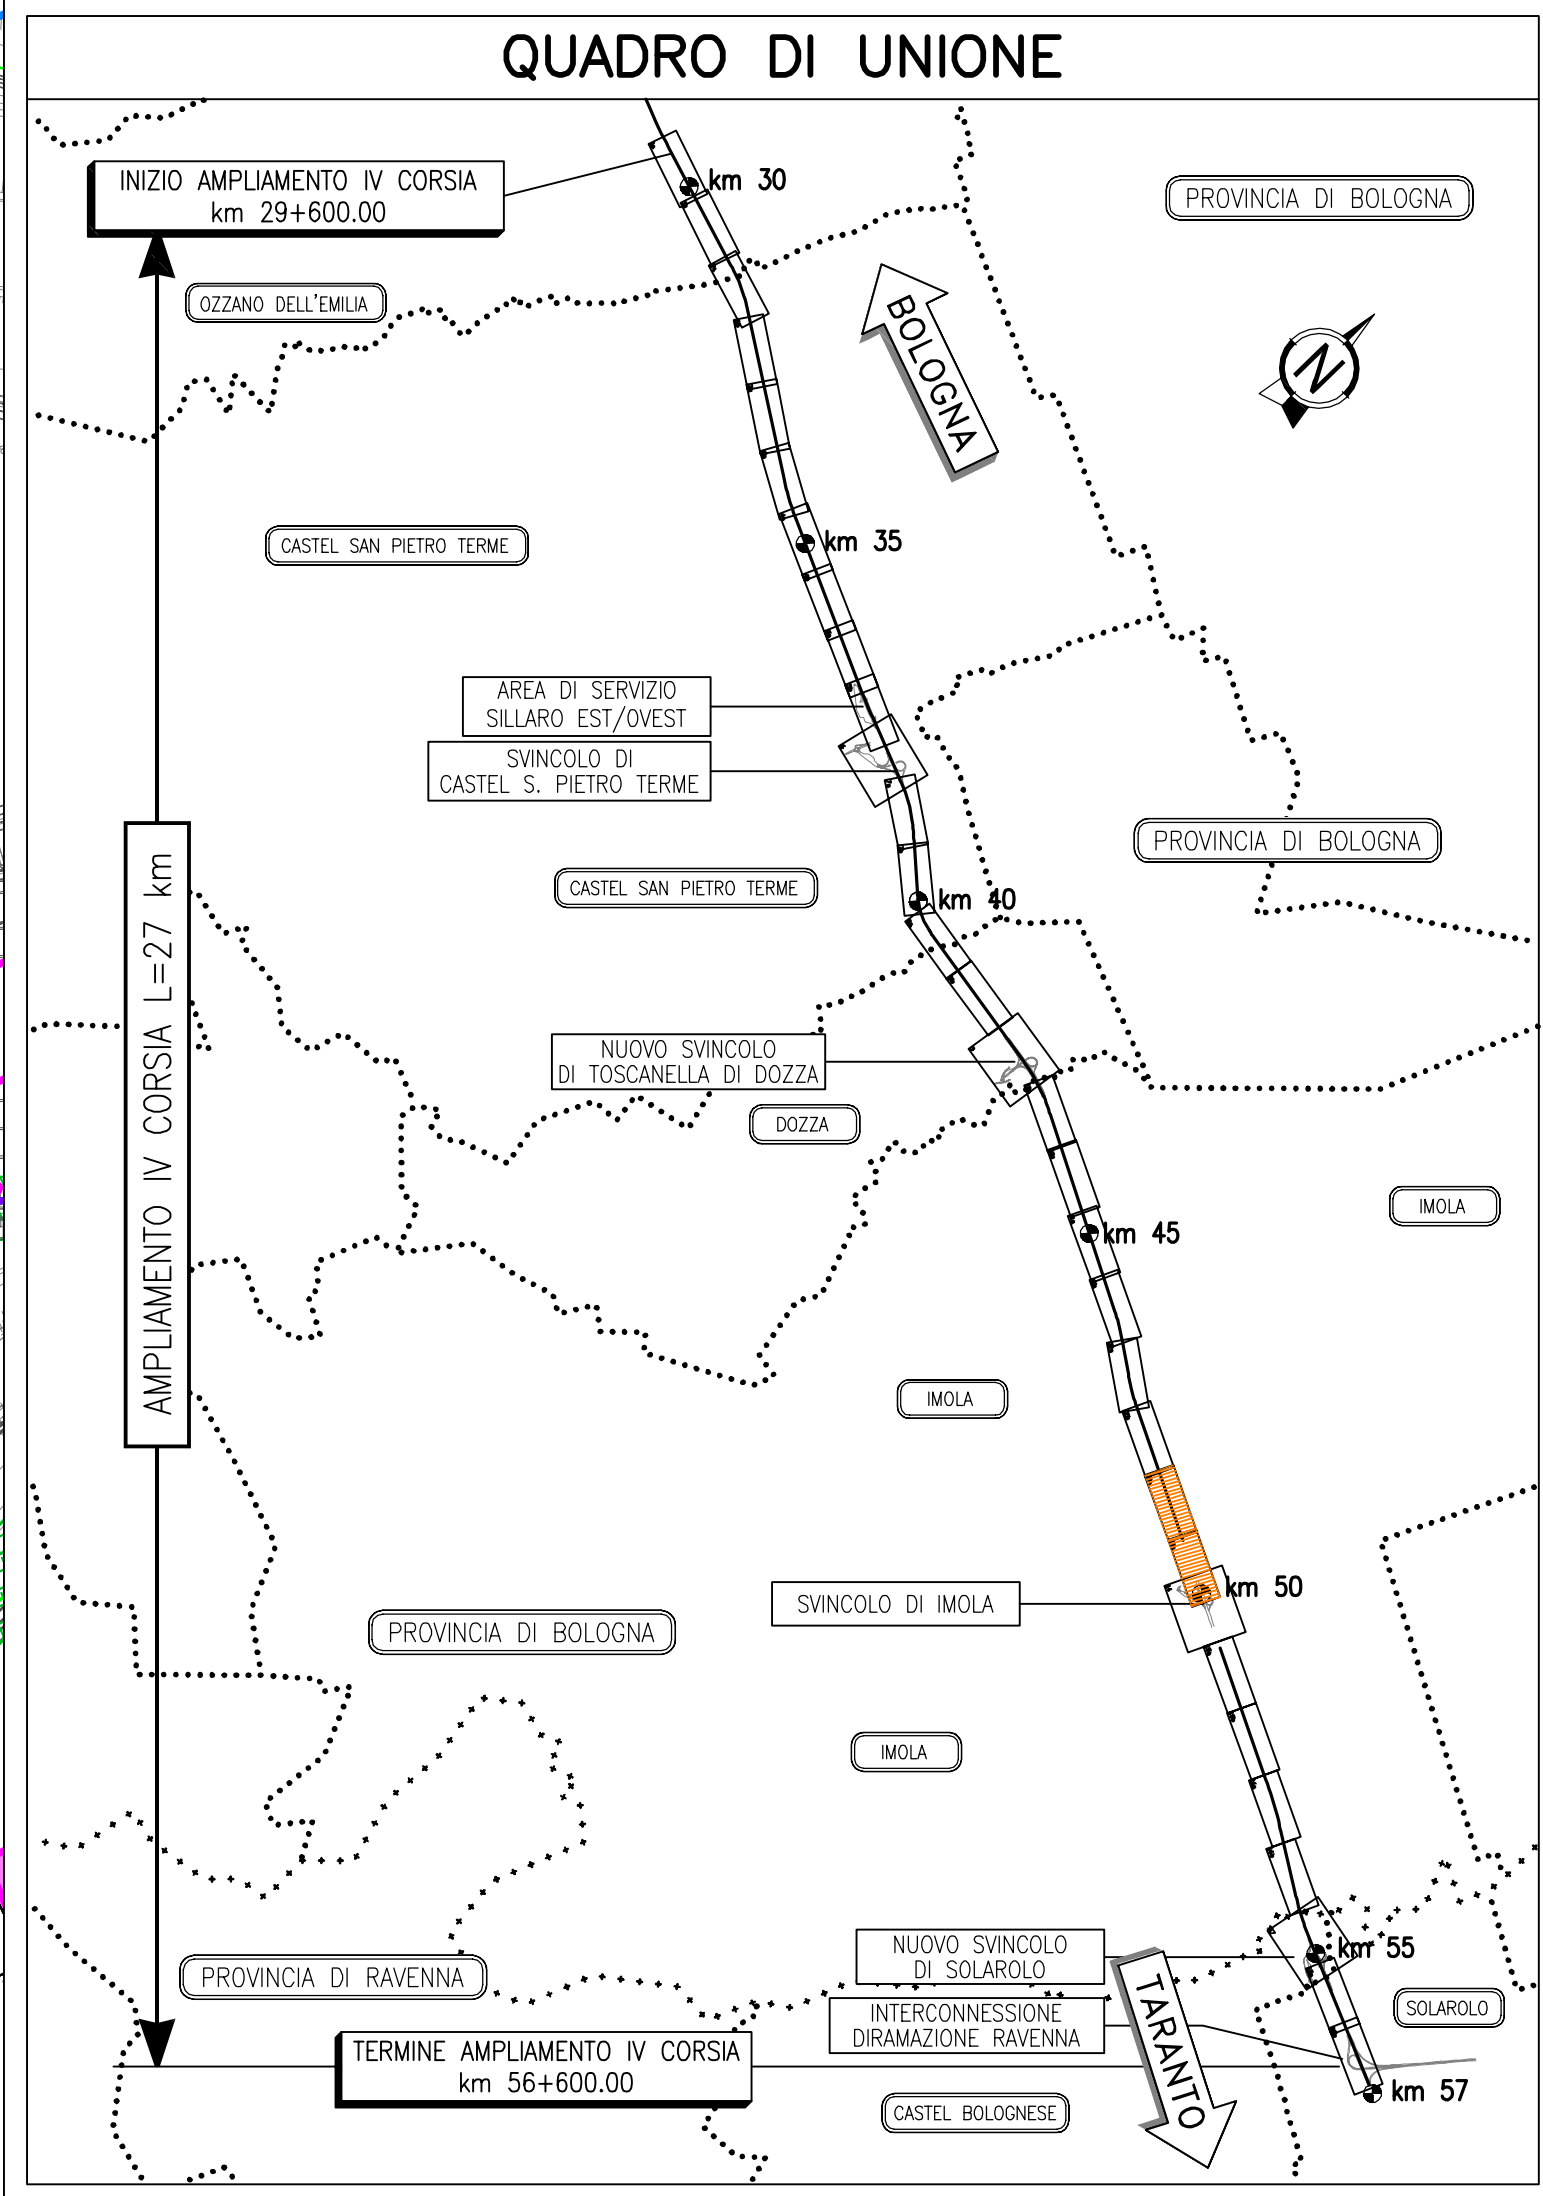 QUADRO DI UNIONE
INIZIO AMPLIAMENTO IV CORSIA
km 29+600.00
km 30
PROVINCIA DI BOLOGNA
OZZANO DELL'EMILIA
BOLOGNA
N
CASTEL SAN PIETRO TERME
km 35
AREA DI SERVIZIO
SILLARO EST/OVEST
SVINCOLO DI
CASTEL S. PIETRO TERME
PROVINCIA DI BOLOGNA
CASTEL SAN PIETRO TERME
km 40
AMPLIAMENTO IV CORSIA L=27 km
NUOVO SVINCOLO
DI TOSCANELLA DI DOZZA
DOZZA
IMOLA
km 45
IMOLA
km 50
SVINCOLO DI IMOLA
PROVINCIA DI BOLOGNA
IMOLA
NUOVO SVINCOLO
DI SOLAROLO
km 55
PROVINCIA DI RAVENNA
INTERCONNESSIONE
DIRAMAZIONE RAVENNA
SOLAROLO
TARANTO
TERMINE AMPLIAMENTO IV CORSIA
km 56+600.00
km 57
CASTEL BOLOGNESE